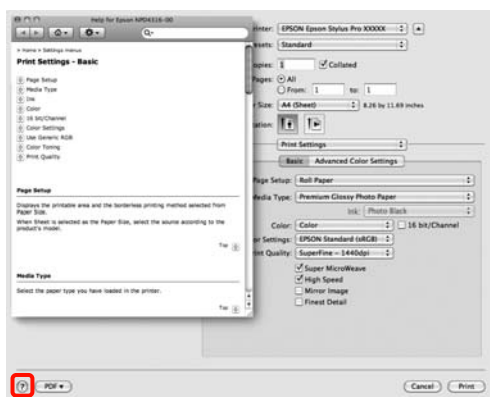 Help for Epson NPD4316-00
Q-
> Home > Settings menus
Print Settings - Basic
Page Setup
Media Type
Ink
Color
16 bit/Channel
Color Settings
Use Generic RGB
Color Toning
Print Quality
Page Setup
Displays the printable area and the borderless printing method selected from
Paper Size.
When Sheet is selected as the Paper Size, select the source according to the
product's model.
Top
Media Type
Select the paper type you have loaded in the printer.
Top
inter: EPSON Epson Stylus Pro XXXXX
sets: Standard
opies: 1 Collated
Pages: All
From: 1 to: 1
Size: A4 (Sheet) 8.26 by 11.69 inches
ation:
Print Settings
Basic Advanced Color Settings
Page Setup: Roll Paper
Media Type: Premium Glossy Photo Paper
Ink: Photo Black
Color: Color 16 bit/Channel
or Settings: EPSON Standard (sRGB)
int Quality: SuperFine - 1440dpi
Super MicroWeave
High Speed
Mirror Image
Finest Detail
? PDF Cancel Print